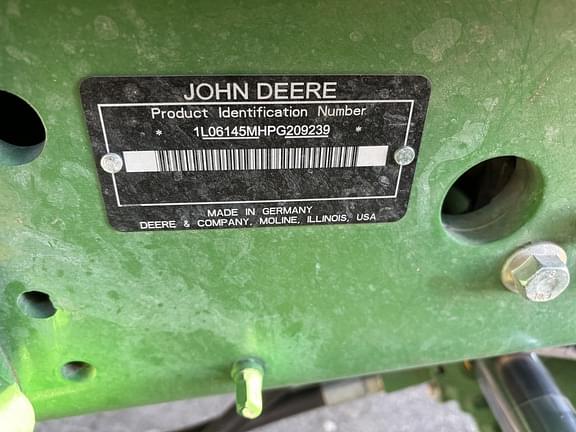 JOHN DEERE
Product Identification Number
* 1L06145MHPG209239 *
MADE IN GERMANY
DEERE & COMPANY, MOLINE, ILLINOIS, USA